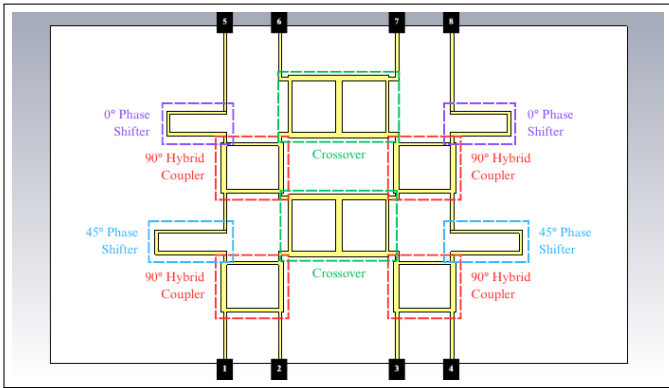 5 6 7 8
0° Phase
Shifter
0° Phase
Shifter
Crossover
90° Hybrid
Coupler
90° Hybrid
Coupler
45° Phase
Shifter
45° Phase
Shifter
Crossover
90° Hybrid
Coupler
90° Hybrid
Coupler
1 2 3 4